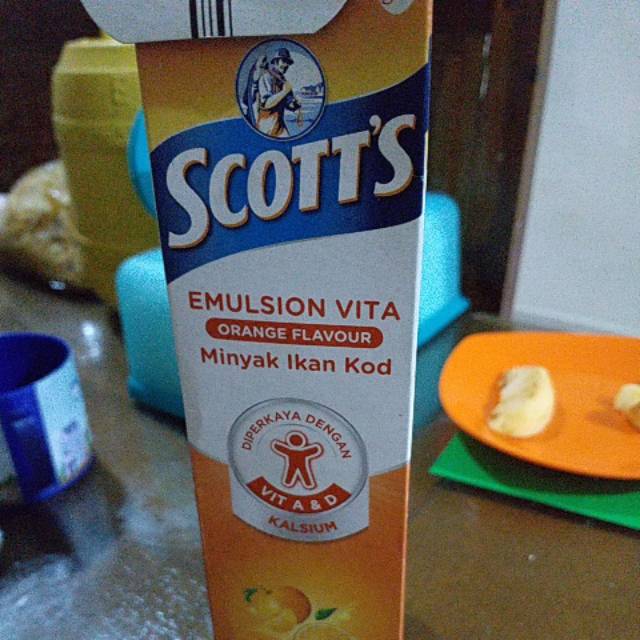 SCOTT'S
EMULSION VITA
ORANGE FLAVOUR
Minyak Ikan Kod
DIPERKAYA DENGAN
VIT A & D
KALSIUM